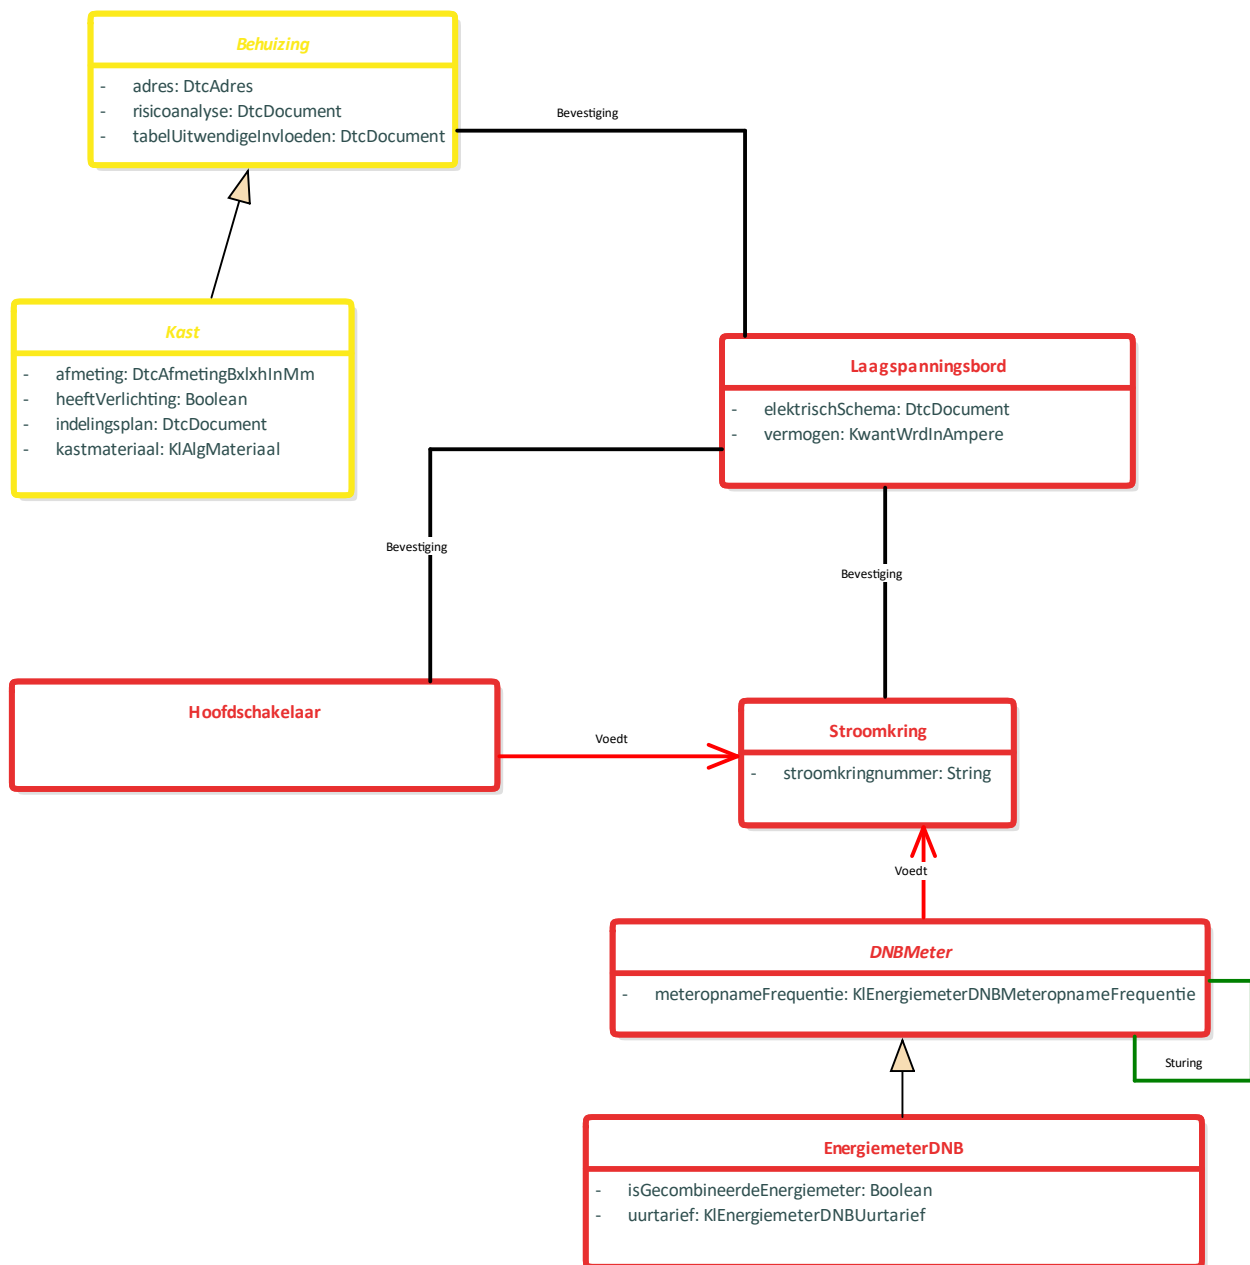 Behuizing
- adres: DtcAdres
- risicoanalyse: DtcDocument
- tabelUitwendigeInvloeden: DtcDocument
Bevestiging
Kast
- afmeting: DtcAfmetingBxlxhInMm
- heeftVerlichting: Boolean
- indelingsplan: DtcDocument
- kastmateriaal: KlAlgMateriaal
Laagspanningsbord
- elektrischSchema: DtcDocument
- vermogen: KwantWrdInAmpere
Bevestiging
Bevestiging
Hoofdschakelaar
Voedt
Stroomkring
- stroomkringnummer: String
Voedt
DNBMeter
- meteropnameFrequentie: KlEnergiemeterDNBMeteropnameFrequentie
Sturing
EnergiemeterDNB
- isGecombineerdeEnergiemeter: Boolean
- uurtarief: KlEnergiemeterDNBUurtarief